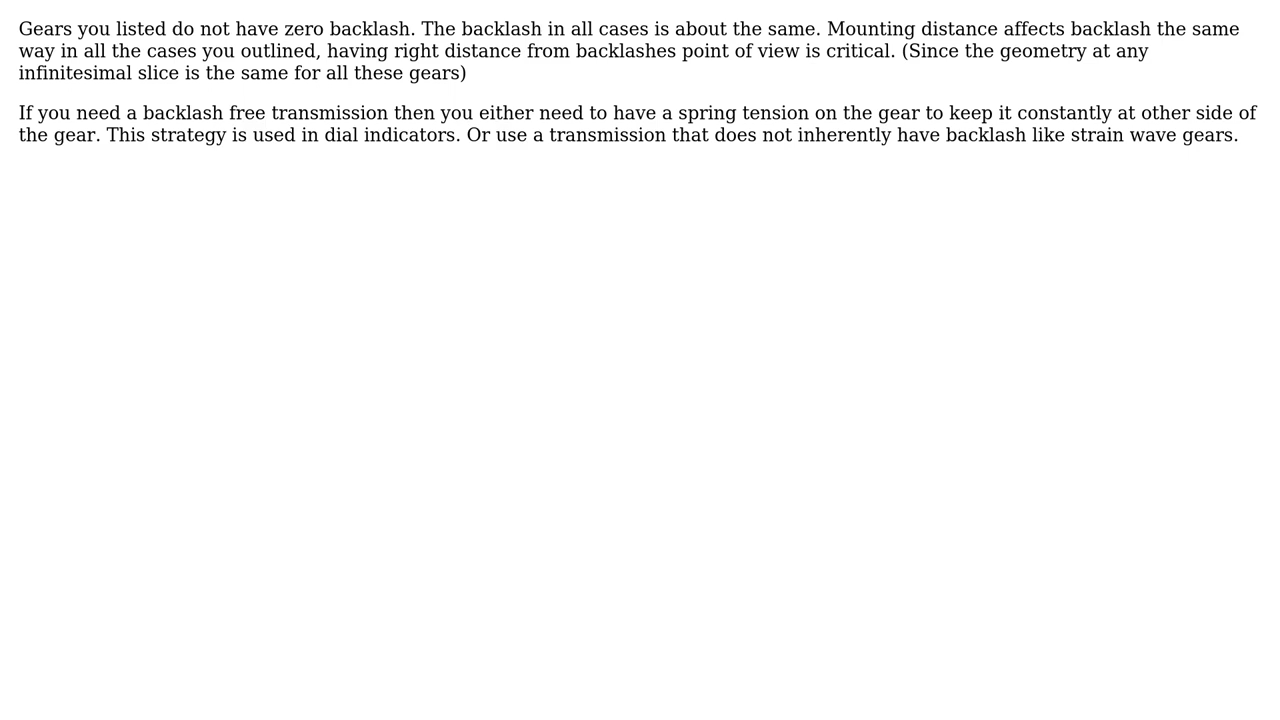 Gears you listed do not have zero backlash. The backlash in all cases is about the same. Mounting distance affects backlash the same
way in all the cases you outlined, having right distance from backlashes point of view is critical. (Since the geometry at any
infinitesimal slice is the same for all these gears)
If you need a backlash free transmission then you either need to have a spring tension on the gear to keep it constantly at other side of
the gear. This strategy is used in dial indicators. Or use a transmission that does not inherently have backlash like strain wave gears.